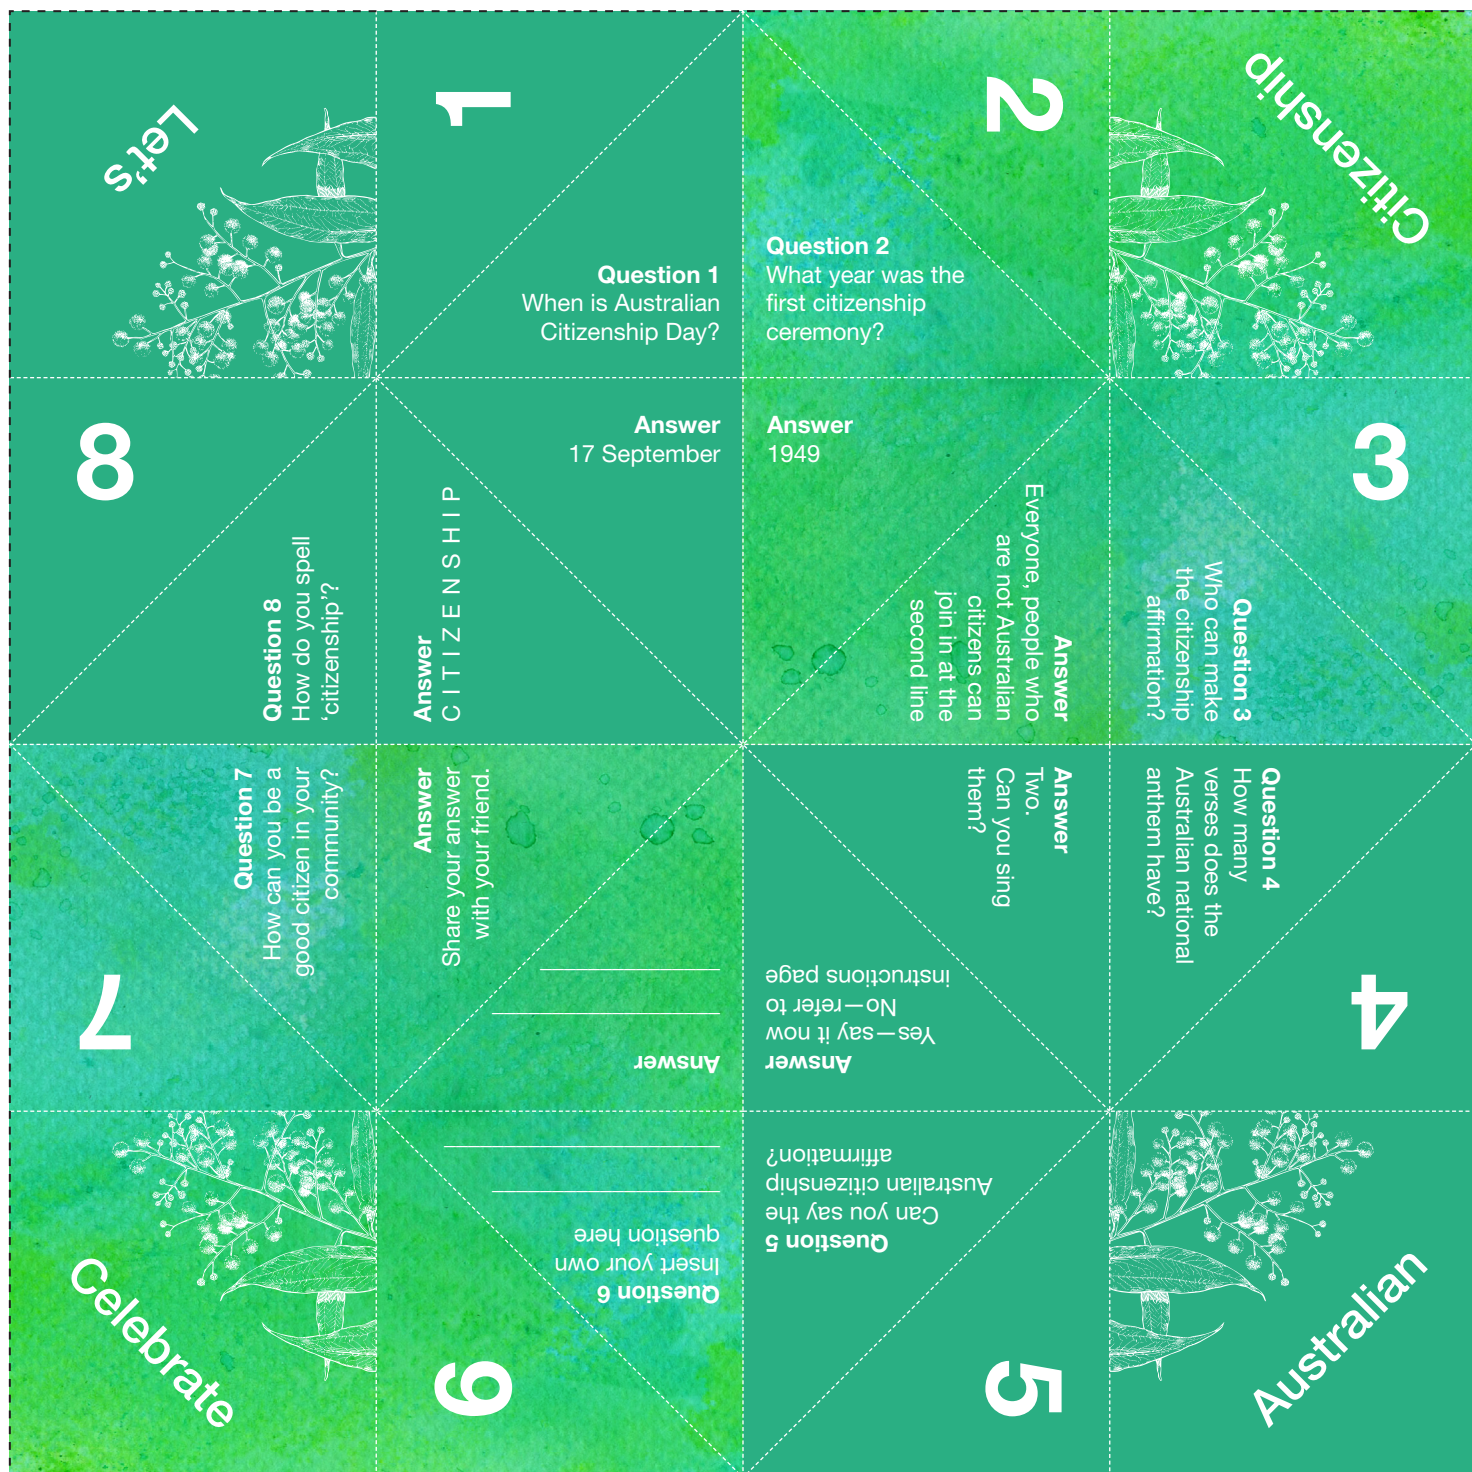 Let's
1
Question 1
When is Australian
Citizenship Day?
2
Question 2
What year was the
first citizenship
ceremony?
Citizenship
8
Question 8
How do you spell
‘citizenship’?
Answer
17 September
Answer
C I T I Z E N S H I P
Answer
1949
Answer
Everyone, people who
are not Australian
citizens can
join in at the
second line
3
Question 3
Who can make
the citizenship
affirmation?
Question 7
How can you be a
good citizen in your
community?
7
Answer
Share your answer
with your friend.
Answer
Answer
Two.
Can you sing
them?
Answer
Yes—say it now
No—refer to
instructions page
Question 4
How many
verses does the
Australian national
anthem have?
4
Celebrate
Question 6
Insert your own
question here
6
Question 5
Can you say the
Australian citizenship
affirmation?
5
Australian